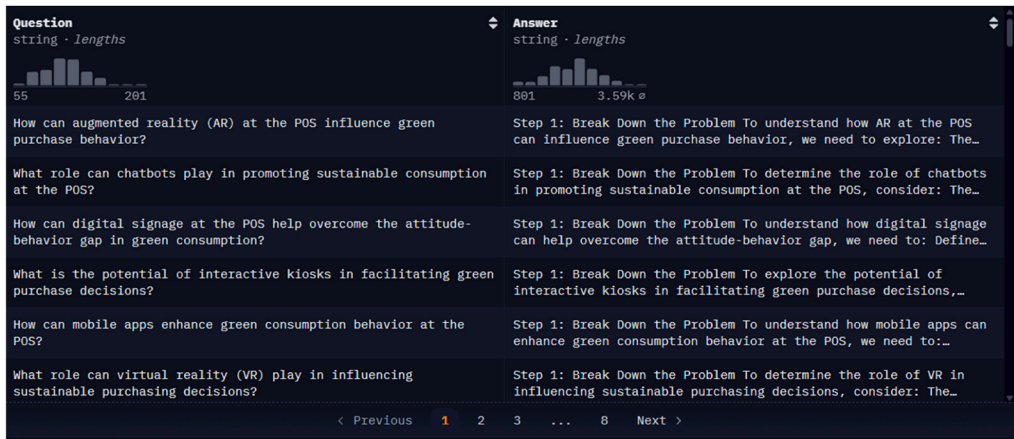 Question
string · lengths
55 201
Answer
string · lengths
801 3.59k ⌀
How can augmented reality (AR) at the POS influence green
purchase behavior?
Step 1: Break Down the Problem To understand how AR at the POS
can influence green purchase behavior, we need to explore: The…
What role can chatbots play in promoting sustainable consumption
at the POS?
Step 1: Break Down the Problem To determine the role of chatbots
in promoting sustainable consumption at the POS, consider: The…
How can digital signage at the POS help overcome the attitude-
behavior gap in green consumption?
Step 1: Break Down the Problem To understand how digital signage
can help overcome the attitude-behavior gap, we need to: Define…
What is the potential of interactive kiosks in facilitating green
purchase decisions?
Step 1: Break Down the Problem To explore the potential of
interactive kiosks in facilitating green purchase decisions,…
How can mobile apps enhance green consumption behavior at the
POS?
Step 1: Break Down the Problem To understand how mobile apps can
enhance green consumption behavior at the POS, we need to:…
What role can virtual reality (VR) play in influencing
sustainable purchasing decisions?
Step 1: Break Down the Problem To determine the role of VR in
influencing sustainable purchasing decisions, consider: The…
< Previous 1 2 3 ... 8 Next >